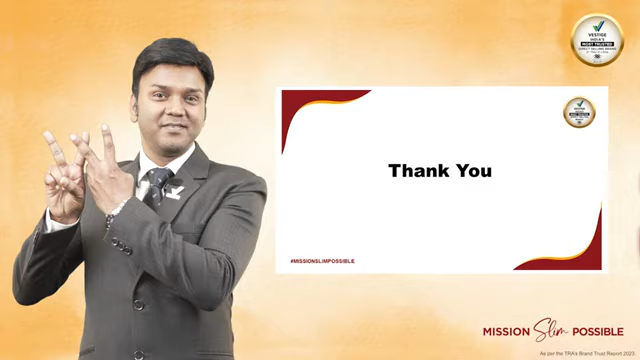 VESTIGE
INDIA'S
MOST TRUSTED
DIRECT SELLING BRAND
Thank You
#MISSIONSLIMPOSSIBLE
MISSION Slim POSSIBLE
As per the TRA's Brand Trust Report 2023.